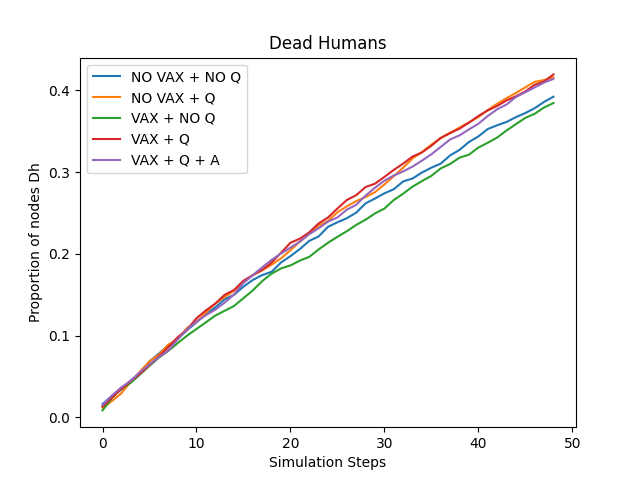 Dead Humans
NO VAX + NO Q
NO VAX + Q
VAX + NO Q
VAX + Q
VAX + Q + A
Proportion of nodes Dh
0.4
0.3
0.2
0.1
0.0
0 10 20 30 40 50
Simulation Steps